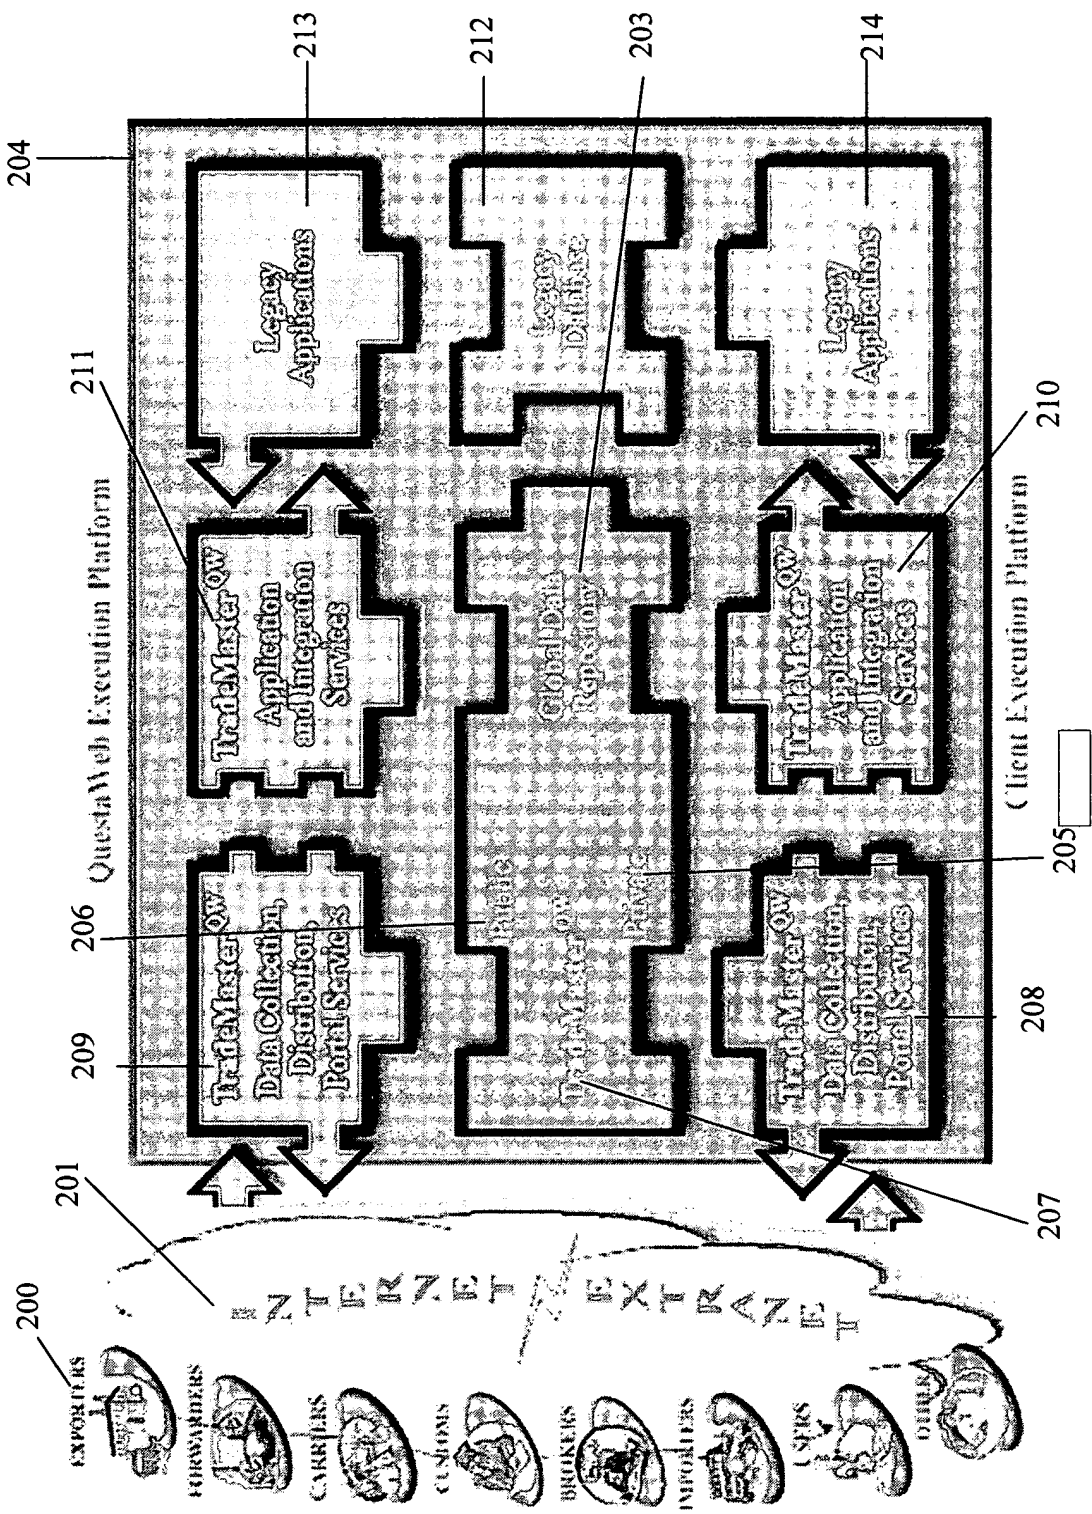 200
EXPORTERS
FORWARDERS
CARRIERS
CUSTOMS
BROKERS
IMPORTERS
USERS
OTHER
201
INTERNET
EXTRANET
204
QuestaWeb Execution Platform
209
TradeMaster QW
Data Collection,
Distribution,
Portal Services
211
TradeMaster QW
Application
and Integration
Services
213
Legacy
Applications
206
Public
TradeMaster QW
Private
207
205
Global Data
Repository
203
212
Legacy
Database
208
TradeMaster QW
Data Collection,
Distribution,
Portal Services
210
TradeMaster QW
Application
and Integration
Services
214
Legacy
Applications
Client Execution Platform